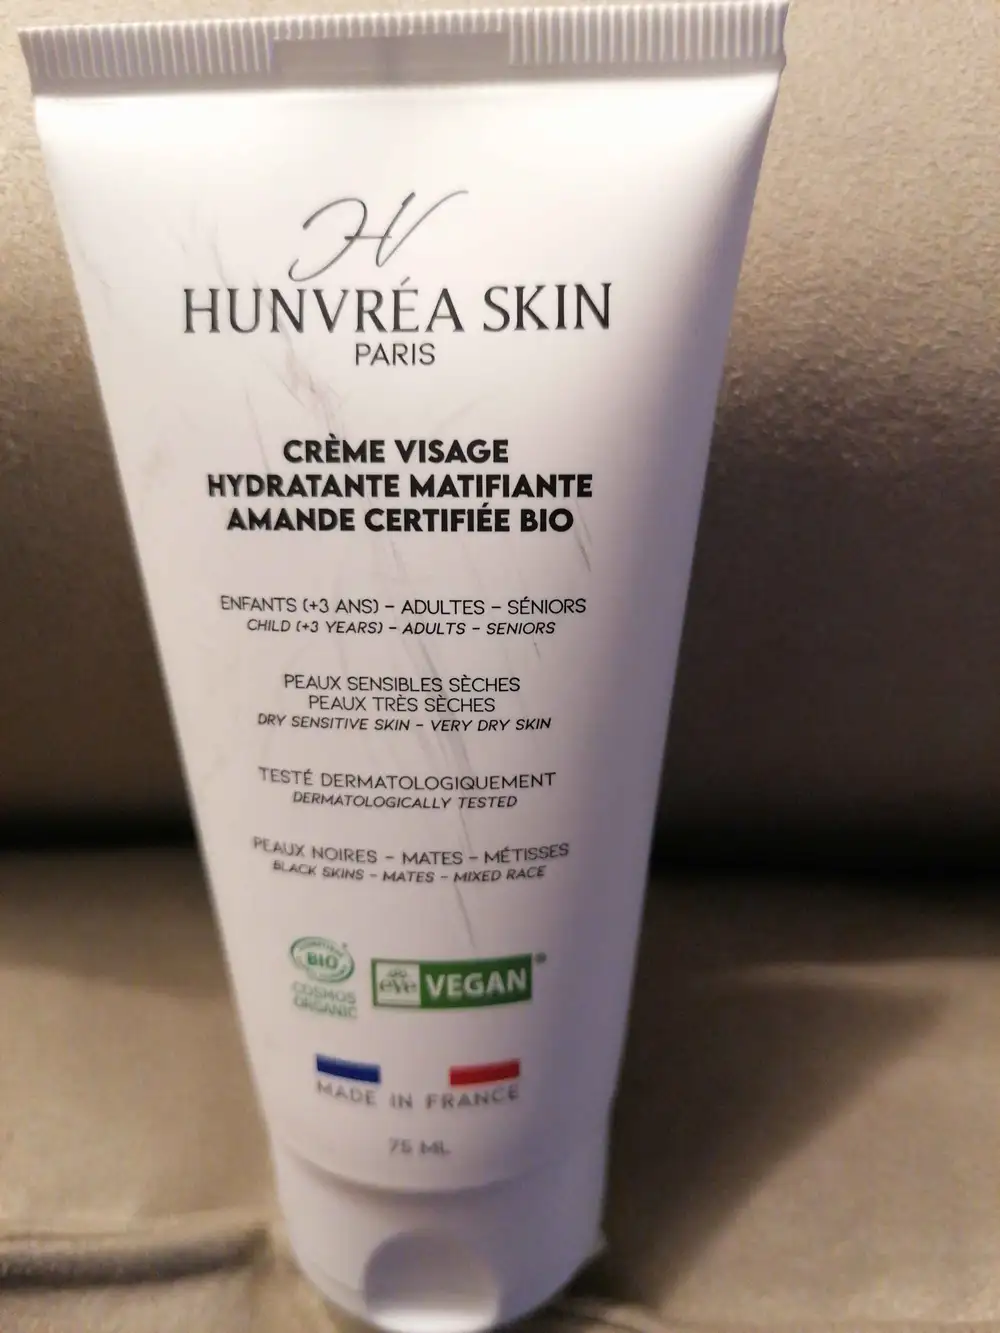 HV
HUNVRÉA SKIN
PARIS
CRÈME VISAGE
HYDRATANTE MATIFIANTE
AMANDE CERTIFIÉE BIO
ENFANTS (+3 ANS) - ADULTES - SÉNIORS
CHILD (+3 YEARS) - ADULTS - SENIORS
PEAUX SENSIBLES SÈCHES
PEAUX TRÈS SÈCHES
DRY SENSITIVE SKIN - VERY DRY SKIN
TESTÉ DERMATOLOGIQUEMENT
DERMATOLOGICALLY TESTED
PEAUX NOIRES - MATES - MÉTISSES
BLACK SKINS - MATES - MIXED RACE
BIO
COSMOS
ORGANIC
eve VEGAN®
MADE IN FRANCE
75 ML